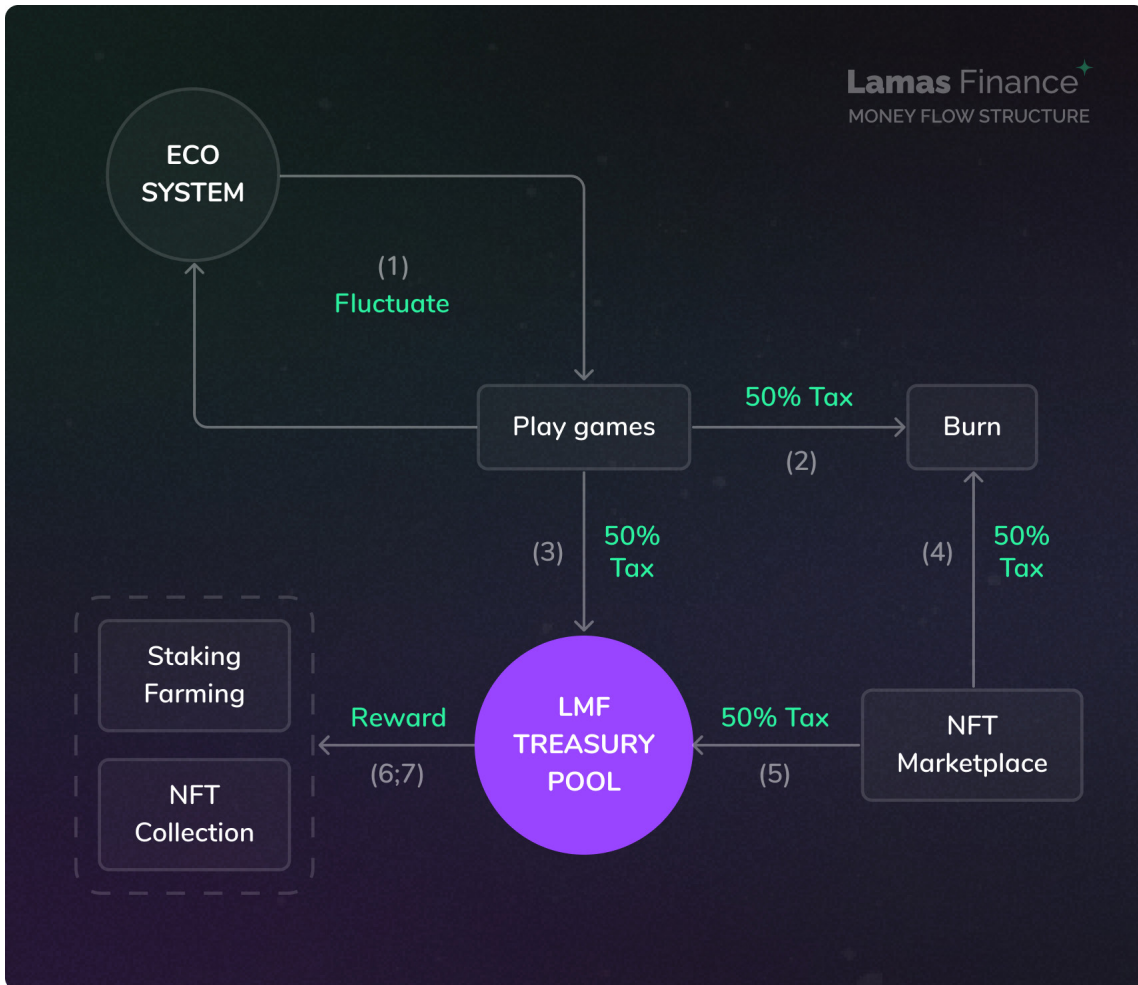 Lamas Finance
MONEY FLOW STRUCTURE
ECO
SYSTEM
(1)
Fluctuate
Play games
50% Tax
(2)
Burn
(3)
50%
Tax
(4)
50%
Tax
Staking
Farming
NFT
Collection
Reward
(6;7)
LMF
TREASURY
POOL
50% Tax
(5)
NFT
Marketplace